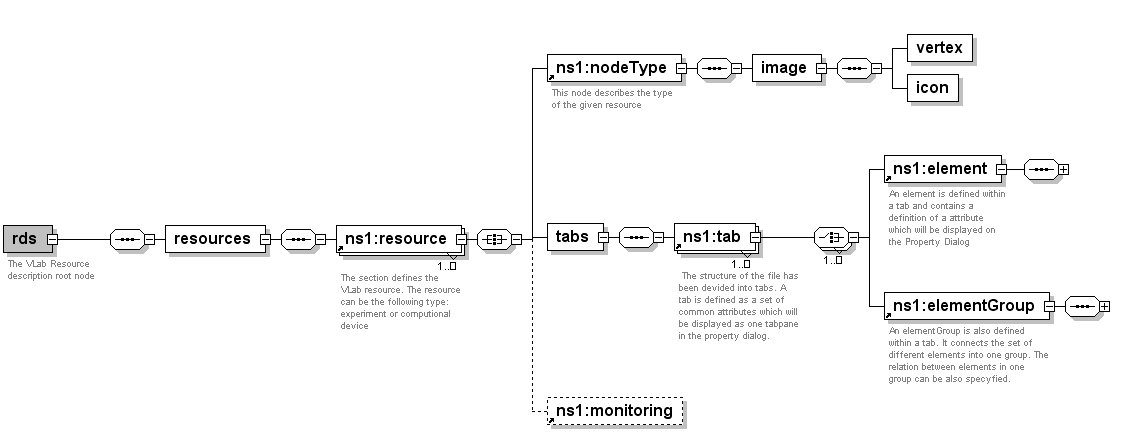 rds
The VLab Resource
description root node
resources
ns1:resource
1..
The section defines the
VLab resource. The resource
can be the following type:
experiment or computional
device
ns1:nodeType
This node describes the type
of the given resource
image
vertex
icon
tabs
ns1:tab
1..
The structure of the file has
been devided into tabs. A
tab is defined as a set of
common attributes which will
be displayed as one tabpane
in the property dialog.
1..
ns1:element
An element is defined within
a tab and contains a
definition of a attribute
which will be displayed on
the Property Dialog
ns1:elementGroup
An elementGroup is also defined
within a tab. It connects the set of
different elements into one group. The
relation between elements in one
group can be also specyfied.
ns1:monitoring